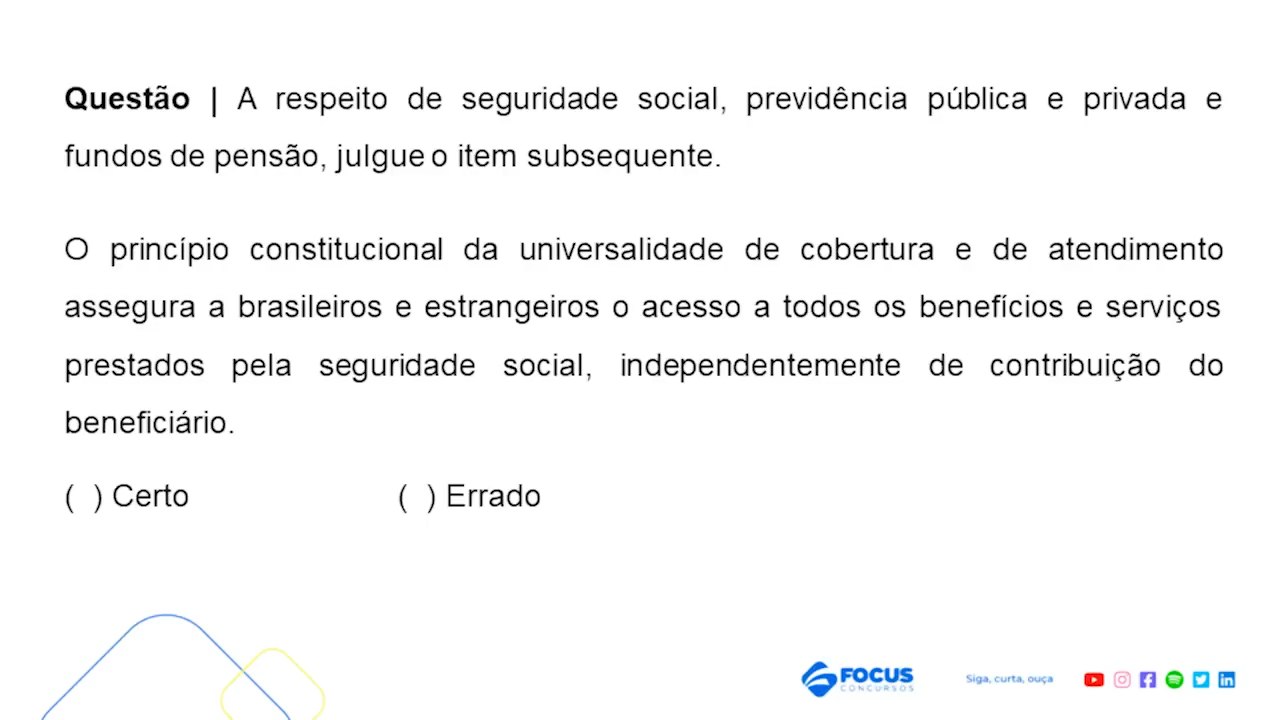 Questão | A respeito de seguridade social, previdência pública e privada e
fundos de pensão, julgue o item subsequente.
O princípio constitucional da universalidade de cobertura e de atendimento
assegura a brasileiros e estrangeiros o acesso a todos os benefícios e serviços
prestados pela seguridade social, independentemente de contribuição do
beneficiário.
( ) Certo ( ) Errado
FOCUS
CONCURSOS
Siga, curta, ouça